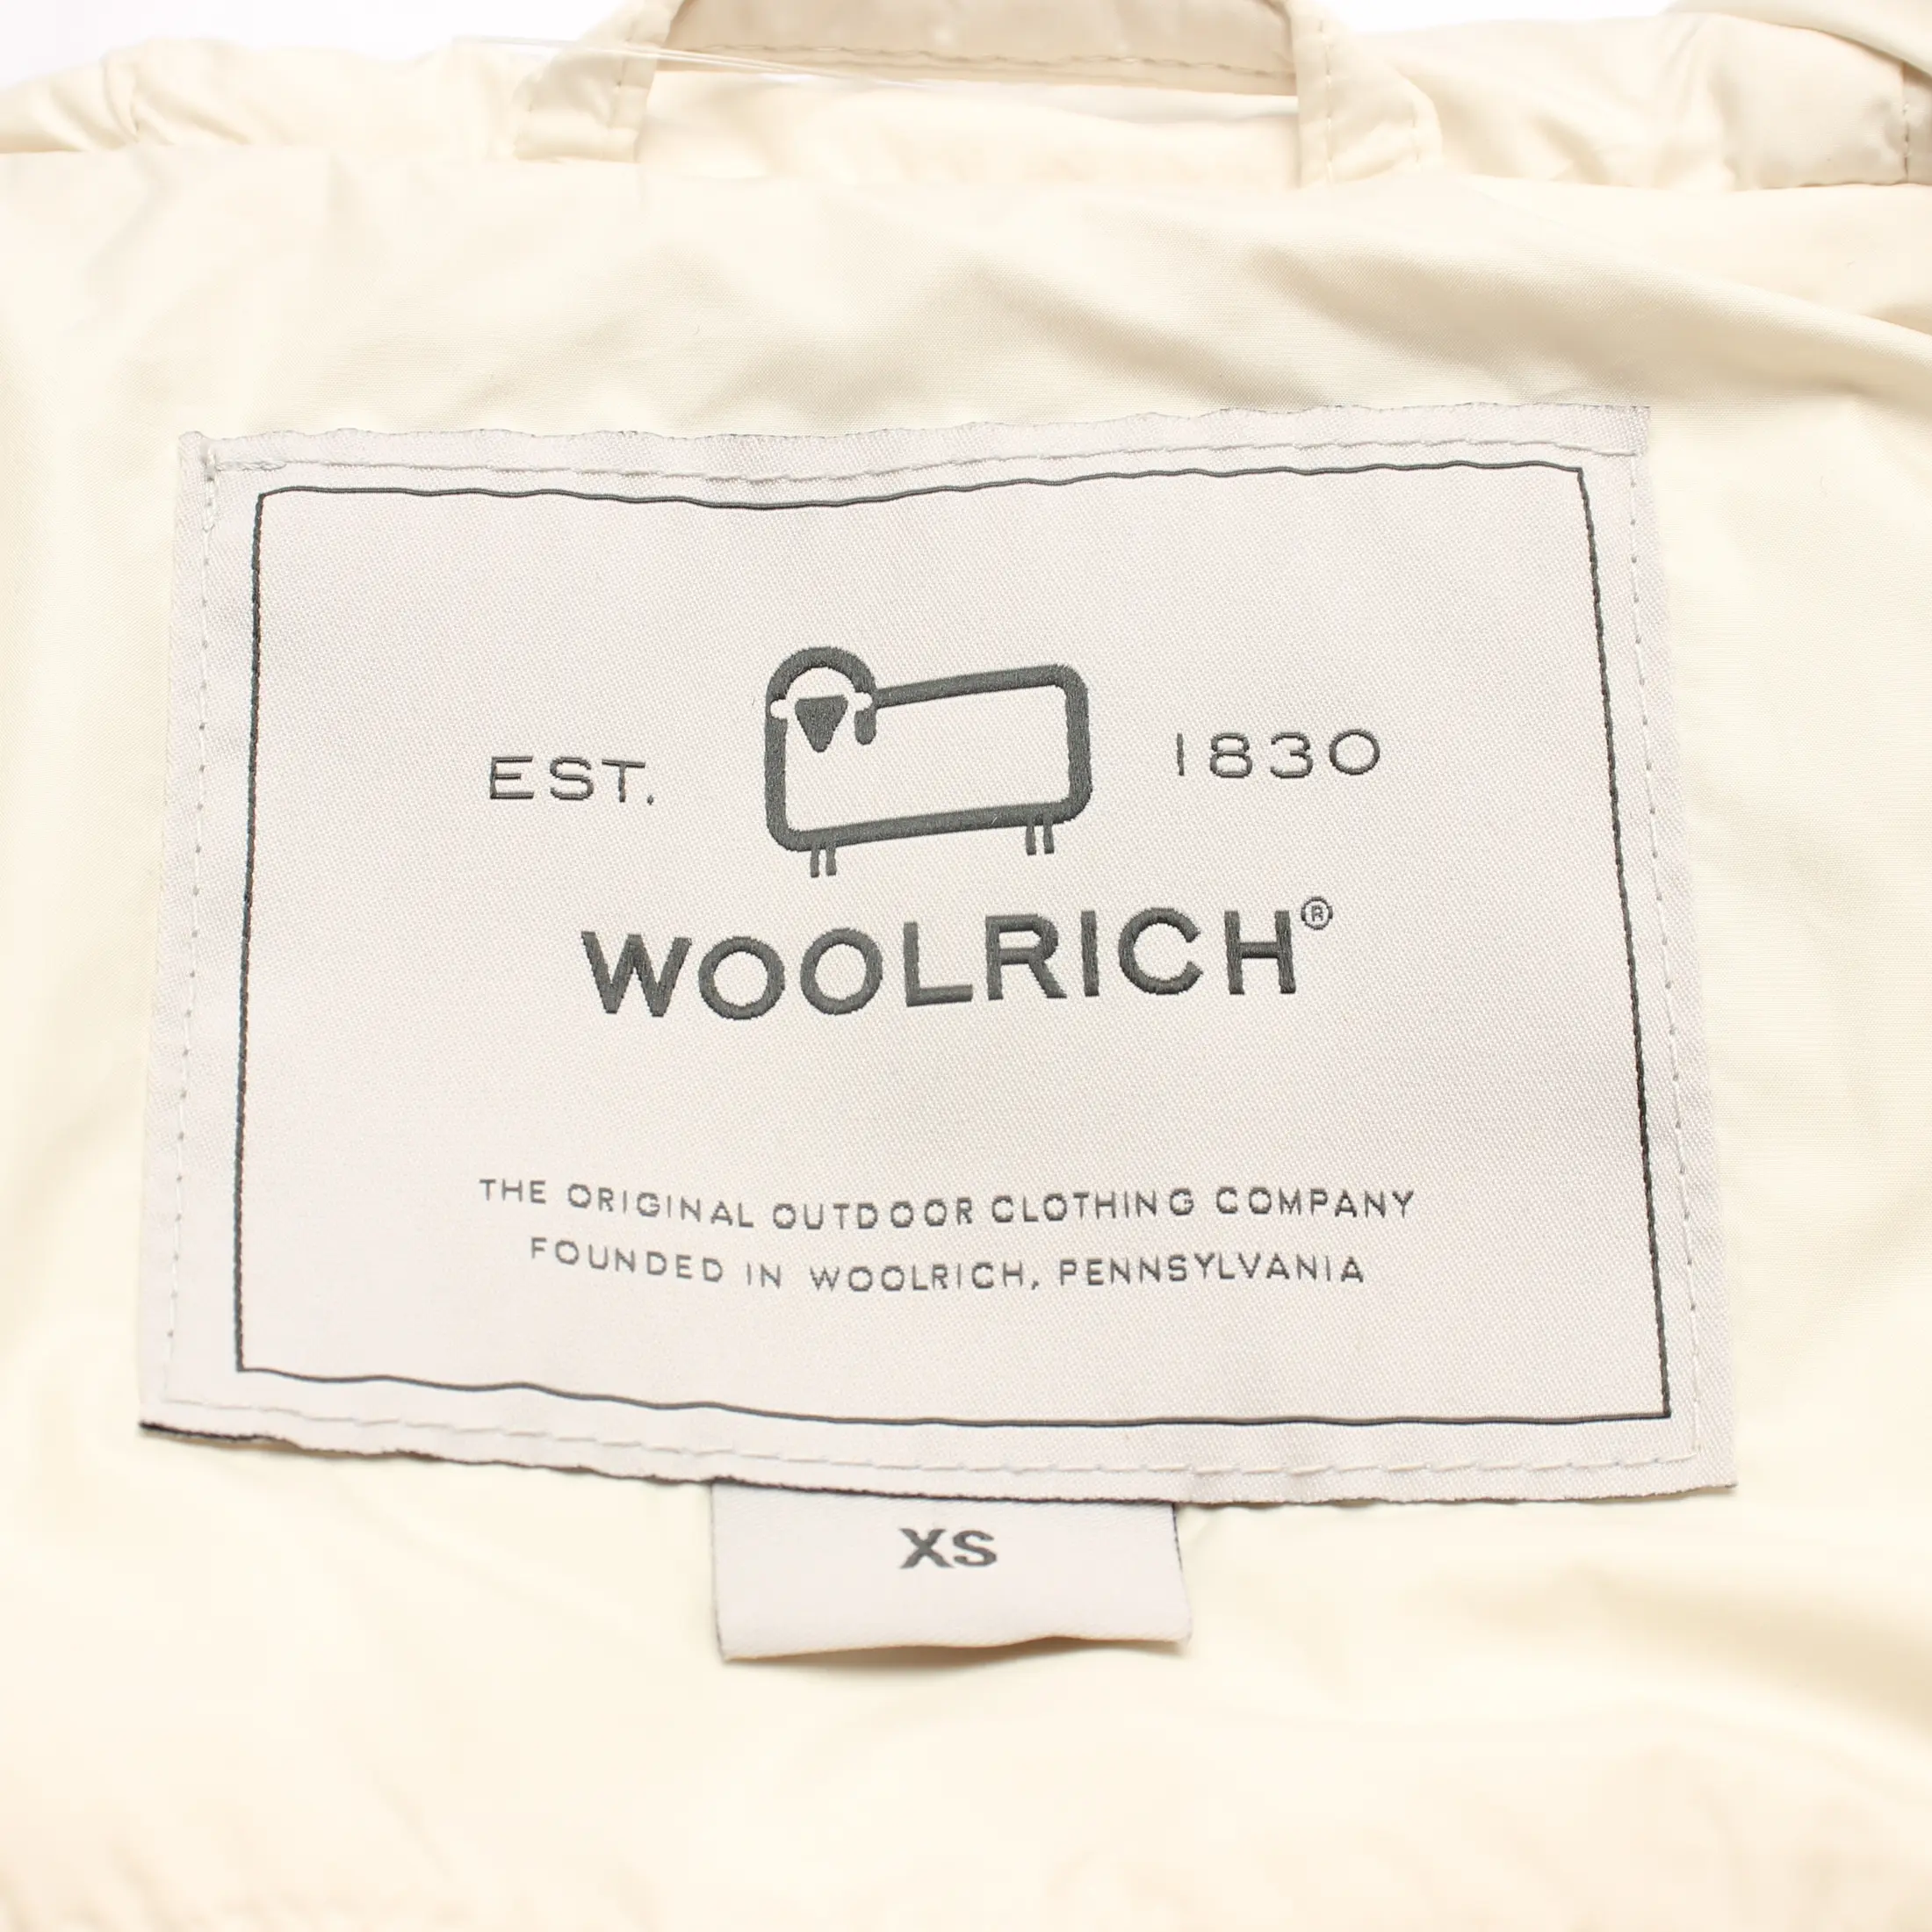 EST. 1830
WOOLRICH®
THE ORIGINAL OUTDOOR CLOTHING COMPANY
FOUNDED IN WOOLRICH, PENNSYLVANIA
XS